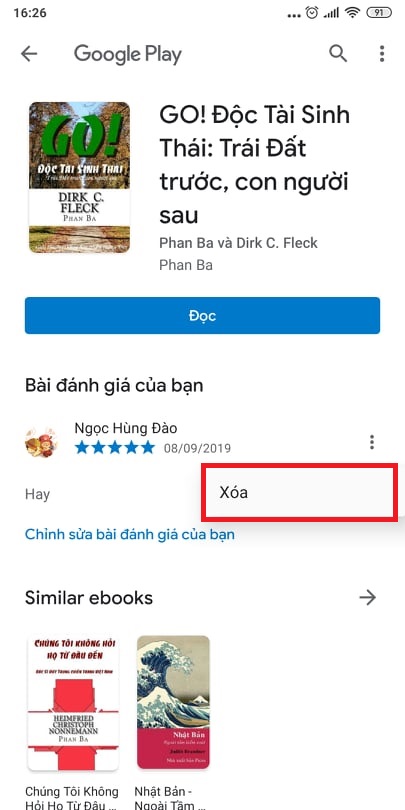 16:26
91
Google Play
GO!
ĐỘC TÀI SINH THÁI
DIRK C.
FLECK
PHAN BA
GO! Độc Tài Sinh
Thái: Trái Đất
trước, con người
sau
Phan Ba và Dirk C. Fleck
Phan Ba
Đọc
Bài đánh giá của bạn
Ngọc Hùng Đào
08/09/2019
Xóa
Hay
Chỉnh sửa bài đánh giá của bạn
Similar ebooks
CHÚNG TÔI KHÔNG HỎI
HỌ TỪ ĐÂU ĐẾN
HEIMFRIED
CHRISTOPH
NONNEMANN
PHAN BA
Nhật Bản
Chúng Tôi Không
Hỏi Họ Từ Đâu ...
Nhật Bản -
Ngoài Tầm ...